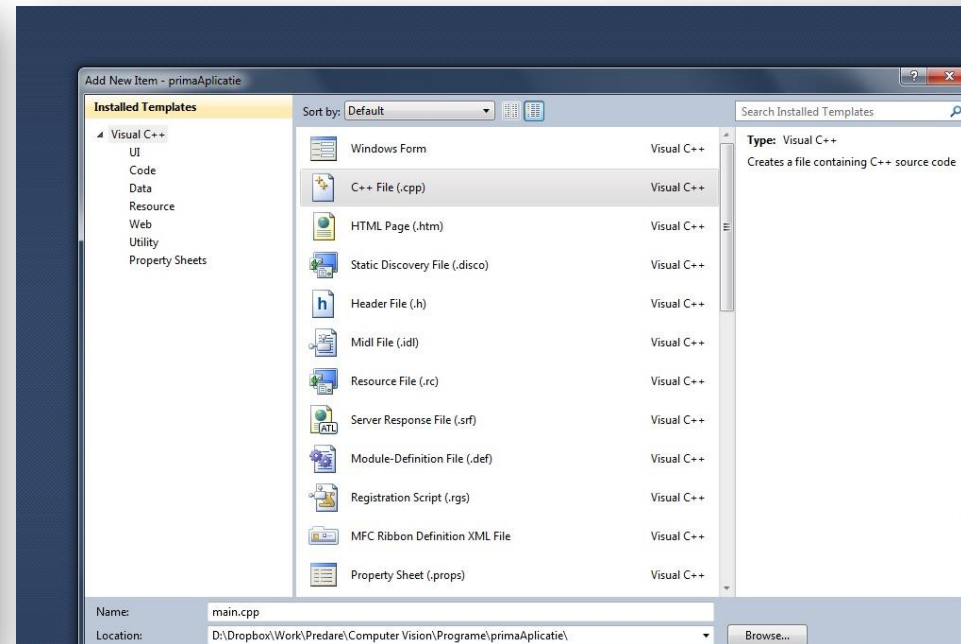 Add New Item - primaAplicatie
Installed Templates
Visual C++
UI
Code
Data
Resource
Web
Utility
Property Sheets
Sort by: Default
Search Installed Templates
Windows Form Visual C++
C++ File (.cpp) Visual C++
HTML Page (.htm) Visual C++
Static Discovery File (.disco) Visual C++
Header File (.h) Visual C++
Midl File (.idl) Visual C++
Resource File (.rc) Visual C++
ATL
Server Response File (.srf) Visual C++
Module-Definition File (.def) Visual C++
Registration Script (.rgs) Visual C++
MFC Ribbon Definition XML File Visual C++
Property Sheet (.props) Visual C++
Type: Visual C++
Creates a file containing C++ source code
Name: main.cpp
Location: D:\Dropbox\Work\Predare\Computer Vision\Programe\primaAplicatie\ Browse...